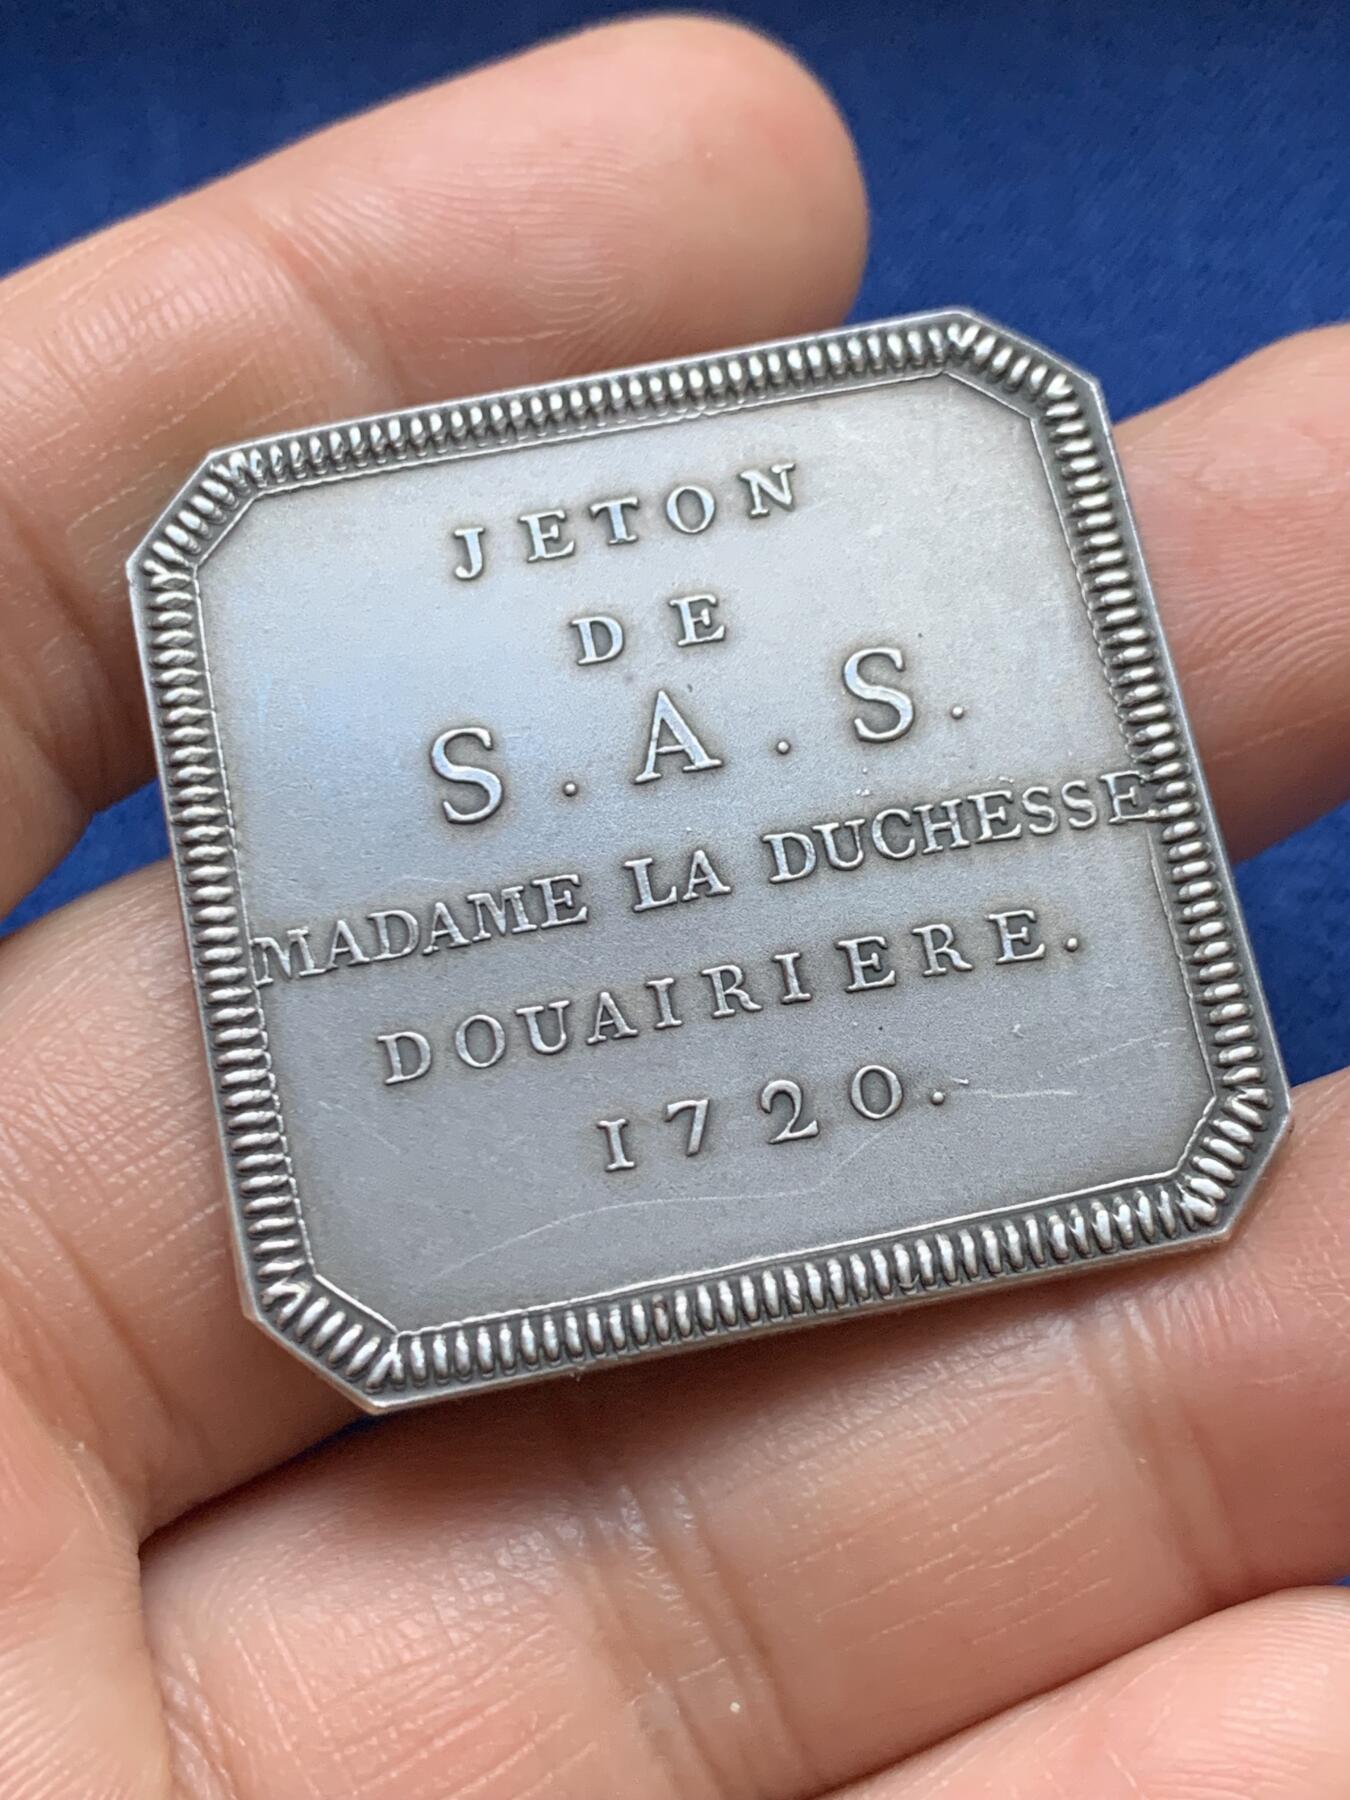 JETON
DE
S.A.S.
MADAME LA DUCHESSE
DOUAIRIERE.
1720.